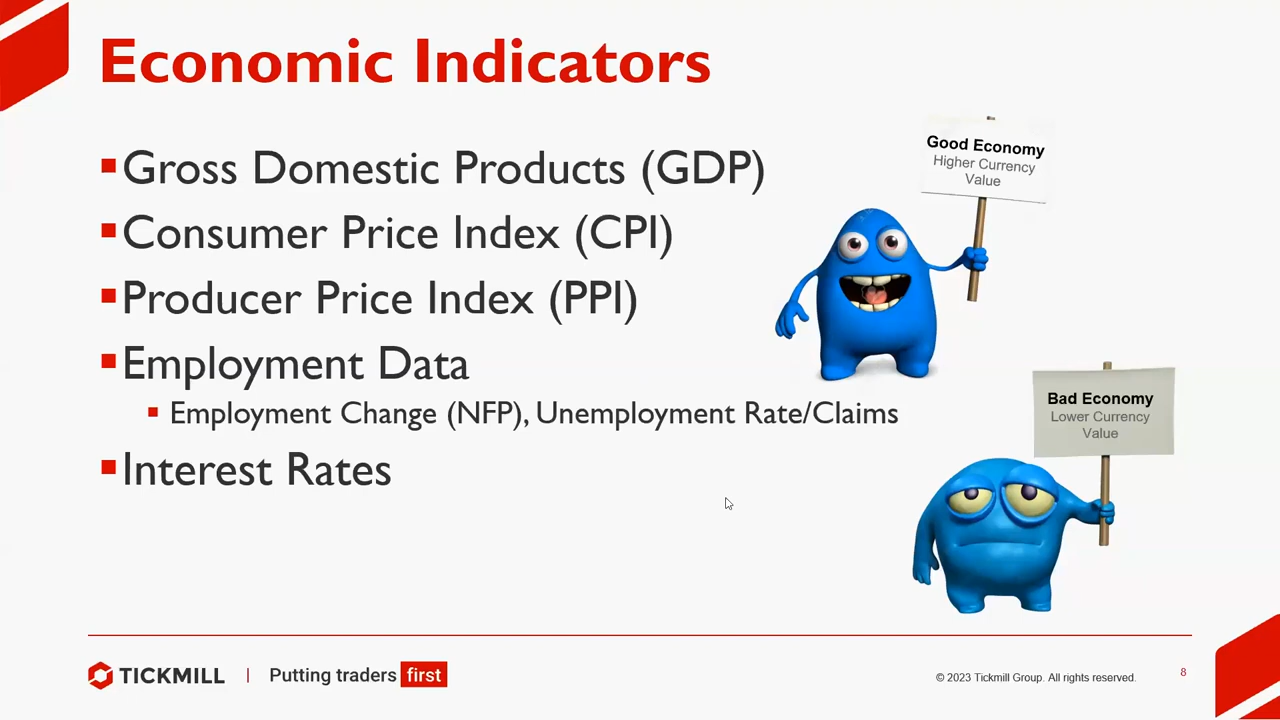 Economic Indicators
▪Gross Domestic Products (GDP)
▪Consumer Price Index (CPI)
▪Producer Price Index (PPI)
▪Employment Data
▪ Employment Change (NFP), Unemployment Rate/Claims
▪Interest Rates
Good Economy
Higher Currency
Value
Bad Economy
Lower Currency
Value
TICKMILL | Putting traders first
© 2023 Tickmill Group. All rights reserved.
8